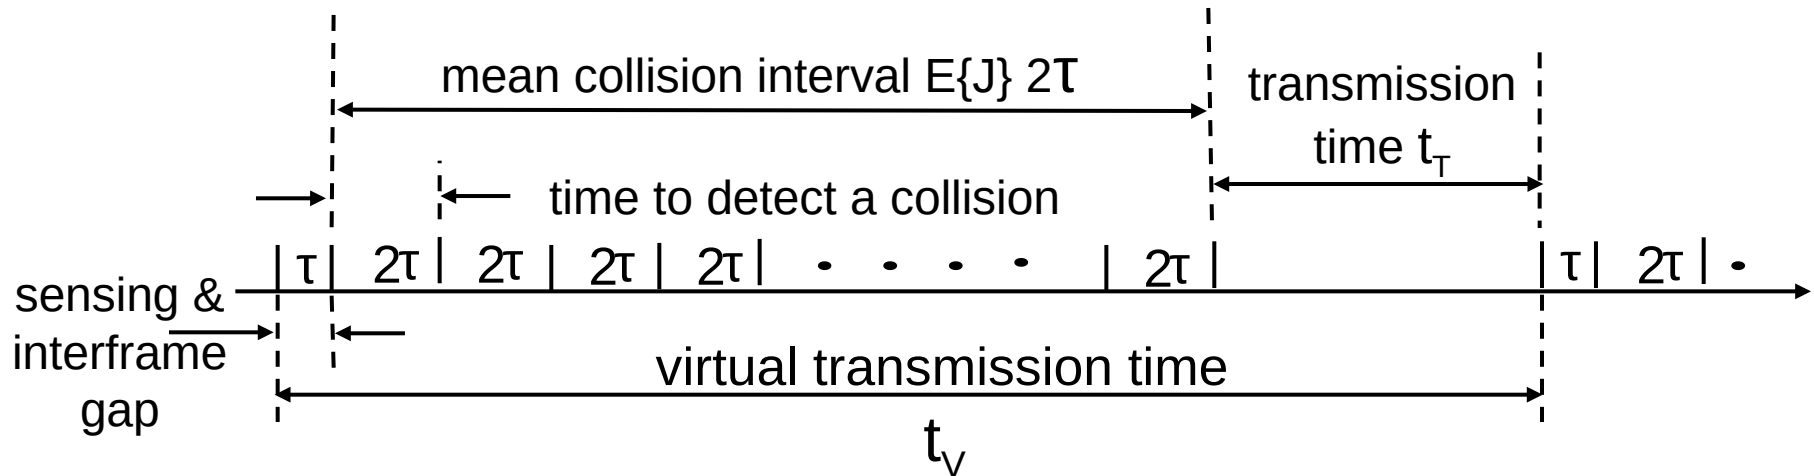 mean collision interval E{J} 2τ
transmission
time t_T
time to detect a collision
τ 2τ 2τ 2τ 2τ • • • • 2τ τ 2τ •
sensing &
interframe
gap
virtual transmission time
t_V